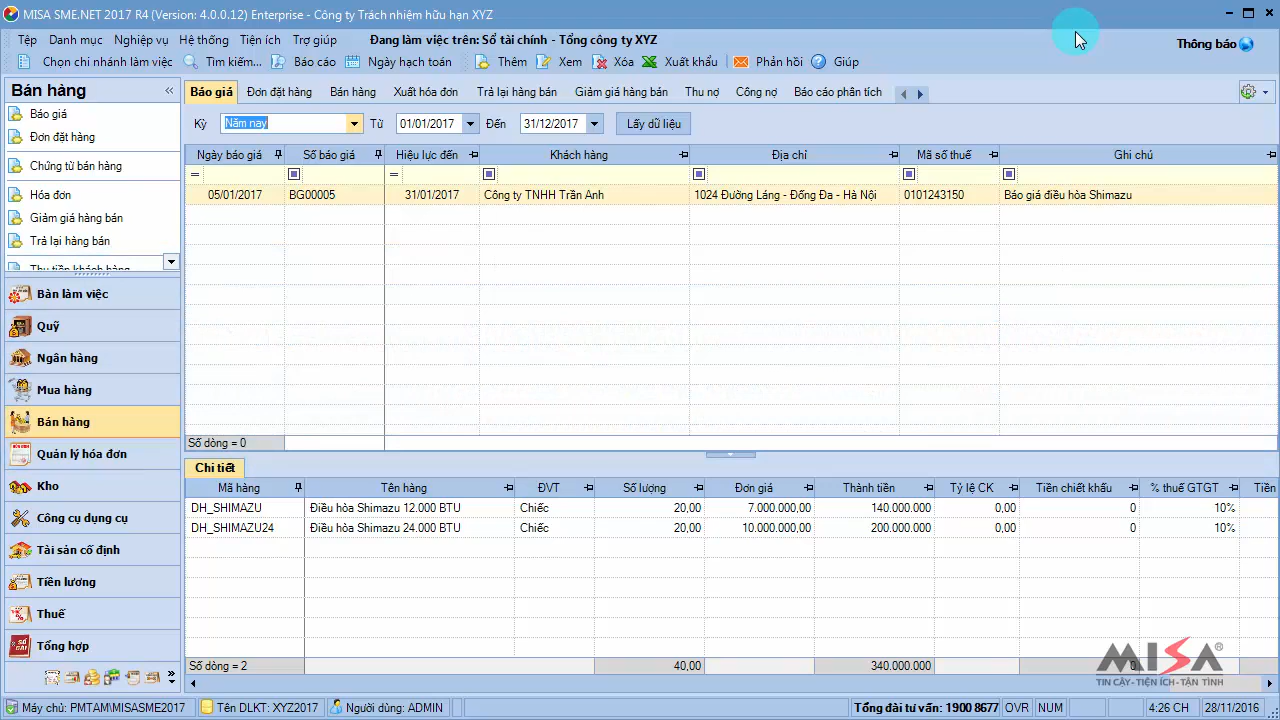 MISA SME.NET 2017 R4 (Version: 4.0.0.12) Enterprise - Công ty Trách nhiệm hữu hạn XYZ
Tệp Danh mục Nghiệp vụ Hệ thống Tiện ích Trợ giúp Đang làm việc trên: Sổ tài chính - Tổng công ty XYZ Thông báo
Chọn chi nhánh làm việc Tìm kiếm... Báo cáo Ngày hạch toán Thêm Xem Xóa Xuất khẩu Phản hồi Giúp
Bán hàng «
Báo giá
Đơn đặt hàng
Chứng từ bán hàng
Hóa đơn
Giảm giá hàng bán
Trả lại hàng bán
Thu tiền khách hàng
Bàn làm việc
Quỹ
Ngân hàng
Mua hàng
Bán hàng
Quản lý hóa đơn
Kho
Công cụ dụng cụ
Tài sản cố định
Tiền lương
Thuế
Tổng hợp
Báo giá Đơn đặt hàng Bán hàng Xuất hóa đơn Trả lại hàng bán Giảm giá hàng bán Thu nợ Công nợ Báo cáo phân tích
Kỳ Năm nay Từ 01/01/2017 Đến 31/12/2017 Lấy dữ liệu
Ngày báo giá Số báo giá Hiệu lực đến Khách hàng Địa chỉ Mã số thuế Ghi chú
= =
05/01/2017 BG00005 31/01/2017 Công ty TNHH Trần Anh 1024 Đường Láng - Đống Đa - Hà Nội 0101243150 Báo giá điều hòa Shimazu
Số dòng = 0
Chi tiết
Mã hàng Tên hàng ĐVT Số lượng Đơn giá Thành tiền Tỷ lệ CK Tiền chiết khấu % thuế GTGT Tiền
DH_SHIMAZU Điều hòa Shimazu 12.000 BTU Chiếc 20,00 7.000.000,00 140.000.000 0,00 0 10%
DH_SHIMAZU24 Điều hòa Shimazu 24.000 BTU Chiếc 20,00 10.000.000,00 200.000.000 0,00 0 10%
Số dòng = 2 40,00 340.000.000 0
MISA®
TIN CẬY - TIỆN ÍCH - TẬN TÌNH
Máy chủ: PMTAM\MISASME2017 Tên DLKT: XYZ2017 Người dùng: ADMIN Tổng đài tư vấn: 1900 8677 OVR NUM 4:26 CH 28/11/2016